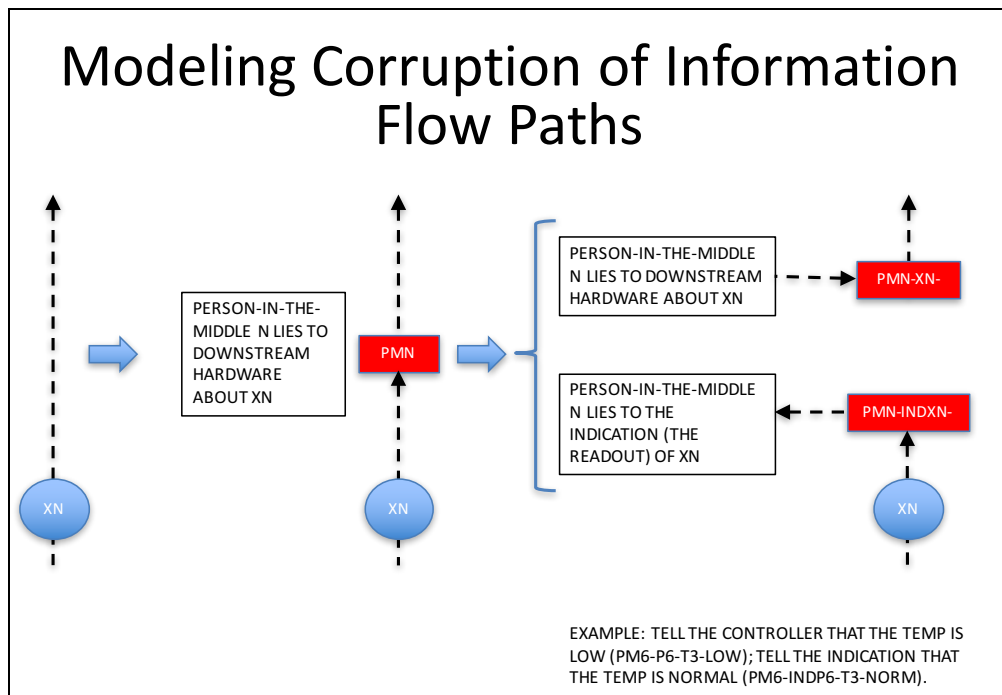 Modeling Corruption of Information
Flow Paths
XN
PERSON-IN-THE-
MIDDLE N LIES TO
DOWNSTREAM
HARDWARE
ABOUT XN
PMN
XN
PERSON-IN-THE-MIDDLE
N LIES TO DOWNSTREAM
HARDWARE ABOUT XN
PMN-XN-
PERSON-IN-THE-MIDDLE
N LIES TO THE
INDICATION (THE
READOUT) OF XN
PMN-INDXN-
XN
EXAMPLE: TELL THE CONTROLLER THAT THE TEMP IS
LOW (PM6-P6-T3-LOW); TELL THE INDICATION THAT
THE TEMP IS NORMAL (PM6-INDP6-T3-NORM).